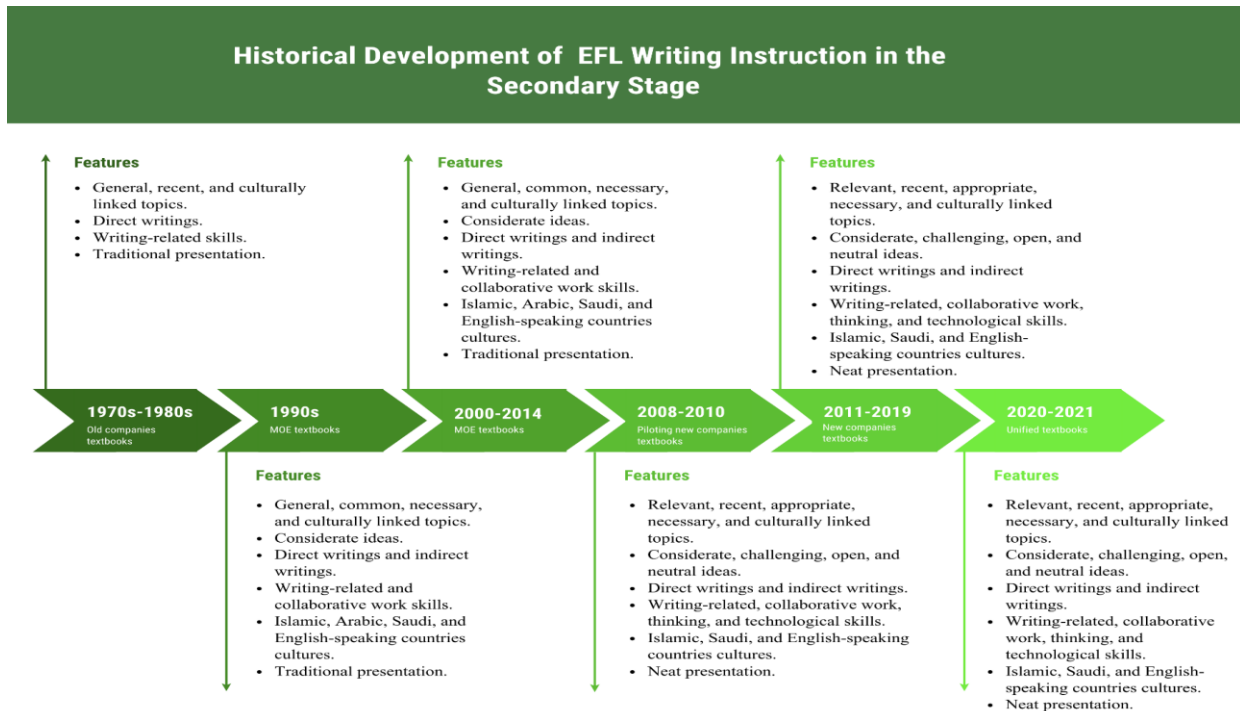 Historical Development of EFL Writing Instruction in the
Secondary Stage
Features
• General, recent, and culturally
linked topics.
• Direct writings.
• Writing-related skills.
• Traditional presentation.
Features
• General, common, necessary,
and culturally linked topics.
• Considerate ideas.
• Direct writings and indirect
writings.
• Writing-related and
collaborative work skills.
• Islamic, Arabic, Saudi, and
English-speaking countries
cultures.
• Traditional presentation.
Features
• Relevant, recent, appropriate,
necessary, and culturally linked
topics.
• Considerate, challenging, open, and
neutral ideas.
• Direct writings and indirect
writings.
• Writing-related, collaborative work,
thinking, and technological skills.
• Islamic, Saudi, and English-
speaking countries cultures.
• Neat presentation.
1970s-1980s
Old companies
textbooks
1990s
MOE textbooks
2000-2014
MOE textbooks
2008-2010
Piloting new companies
textbooks
2011-2019
New companies
textbooks
2020-2021
Unified textbooks
Features
• General, common, necessary,
and culturally linked topics.
• Considerate ideas.
• Direct writings and indirect
writings.
• Writing-related and
collaborative work skills.
• Islamic, Arabic, Saudi, and
English-speaking countries
cultures.
• Traditional presentation.
Features
• Relevant, recent, appropriate,
necessary, and culturally linked
topics.
• Considerate, challenging, open, and
neutral ideas.
• Direct writings and indirect writings.
• Writing-related, collaborative work,
thinking, and technological skills.
• Islamic, Saudi, and English-speaking
countries cultures.
• Neat presentation.
Features
• Relevant, recent, appropriate,
necessary, and culturally linked
topics.
• Considerate, challenging, open,
and neutral ideas.
• Direct writings and indirect
writings.
• Writing-related, collaborative
work, thinking, and
technological skills.
• Islamic, Saudi, and English-
speaking countries cultures.
• Neat presentation.